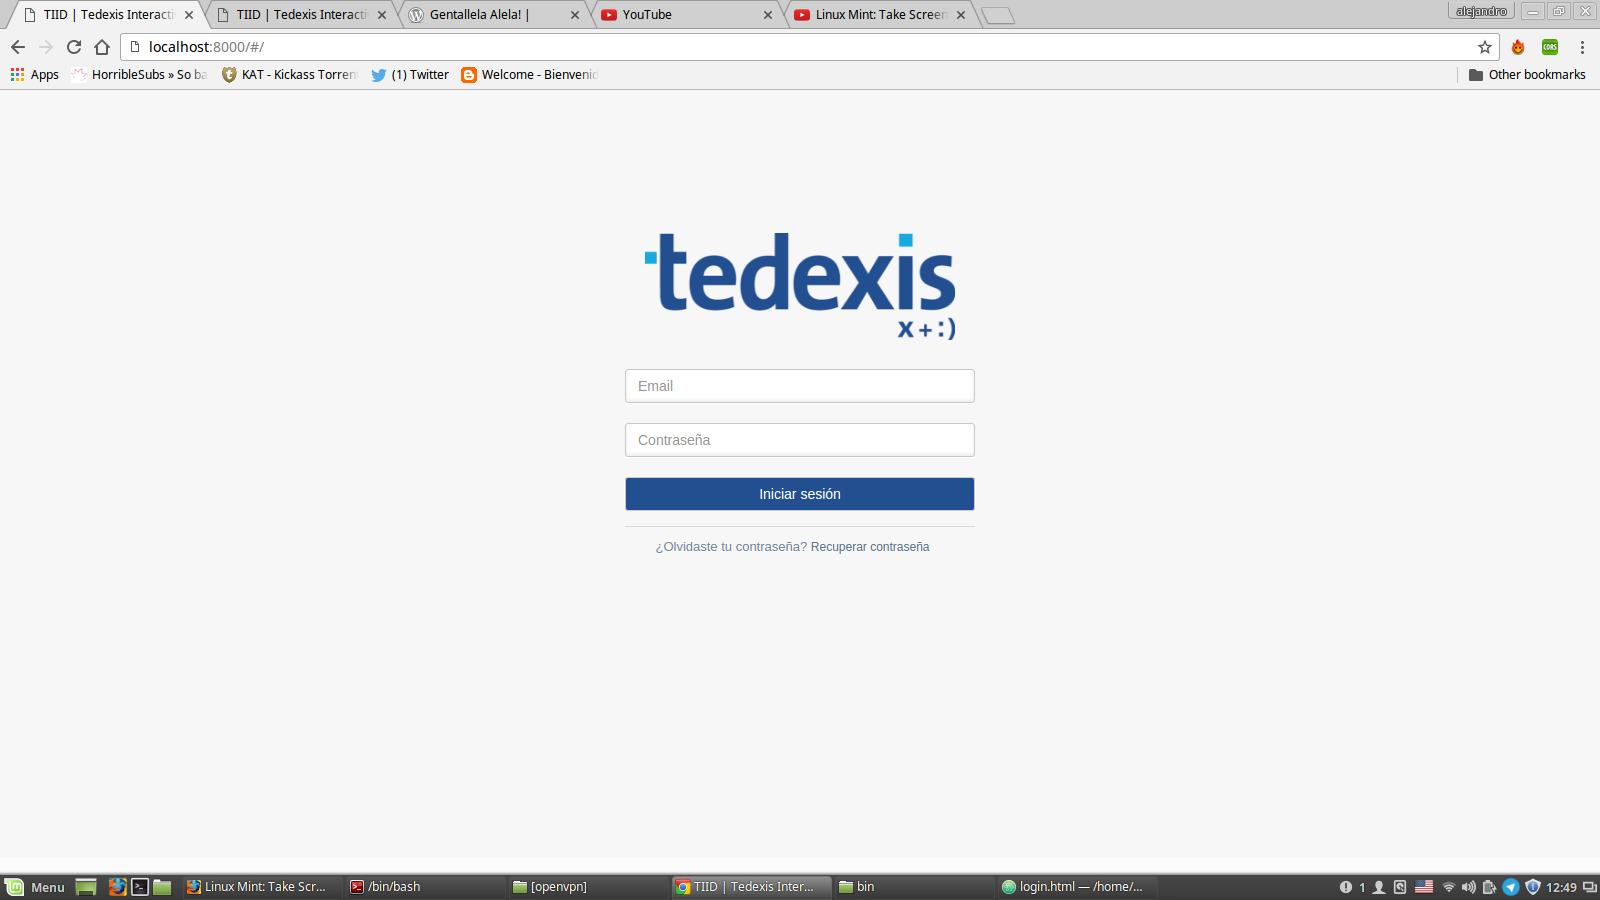 TIID | Tedexis Interacti
TIID | Tedexis Interacti
Gentallela Alela! |
YouTube
Linux Mint: Take Screen
alejandro
localhost:8000/#/
CORS
Apps
HorribleSubs » So ba
KAT - Kickass Torren
(1) Twitter
Welcome - Bienvenid
Other bookmarks
tedexis
x + :)
Email
Contraseña
Iniciar sesión
¿Olvidaste tu contraseña? Recuperar contraseña
Menu
Linux Mint: Take Scr...
/bin/bash
[openvpn]
TIID | Tedexis Inter...
bin
login.html — /home/...
1
12:49